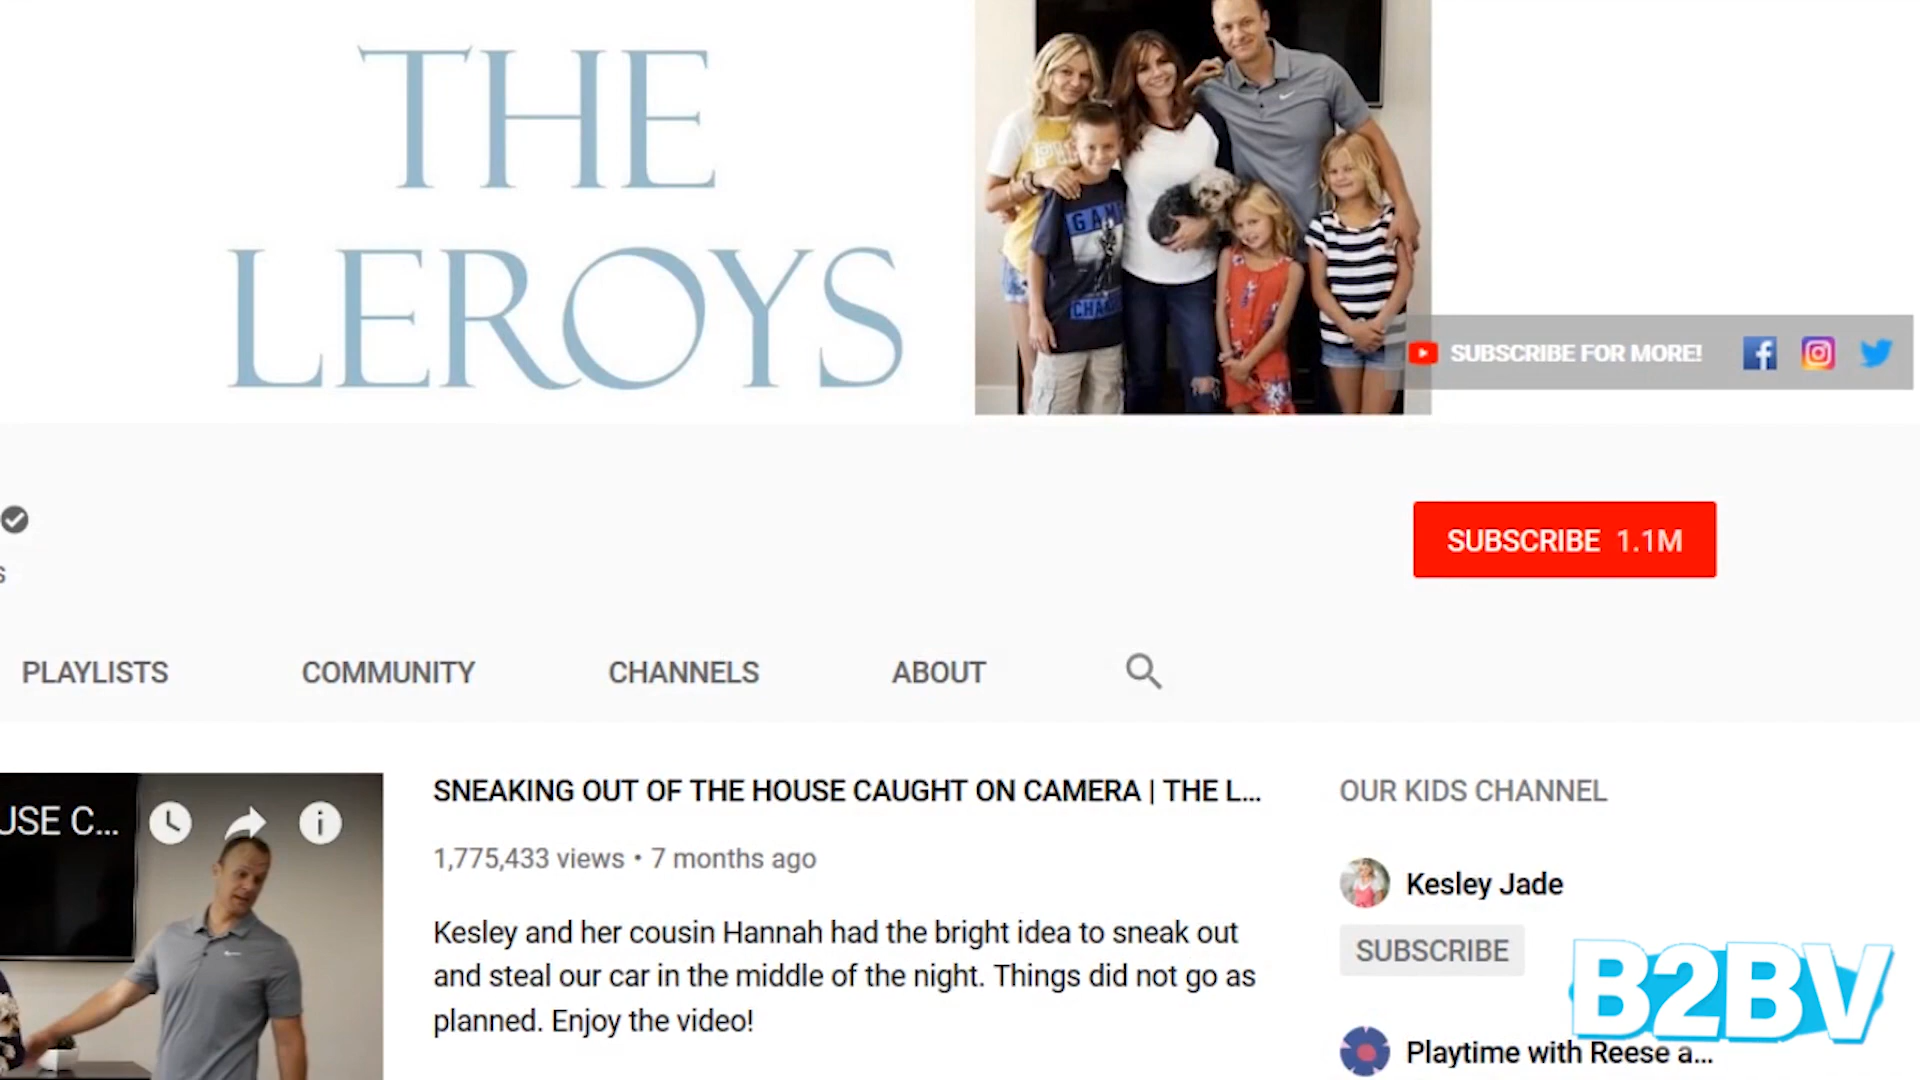 THE
LEROYS
GAME
SUBSCRIBE FOR MORE!
s
SUBSCRIBE 1.1M
PLAYLISTS COMMUNITY CHANNELS ABOUT
USE C...
SNEAKING OUT OF THE HOUSE CAUGHT ON CAMERA | THE L...
1,775,433 views • 7 months ago
Kesley and her cousin Hannah had the bright idea to sneak out
and steal our car in the middle of the night. Things did not go as
planned. Enjoy the video!
OUR KIDS CHANNEL
Kesley Jade
SUBSCRIBE
Playtime with Reese a...
B2BV